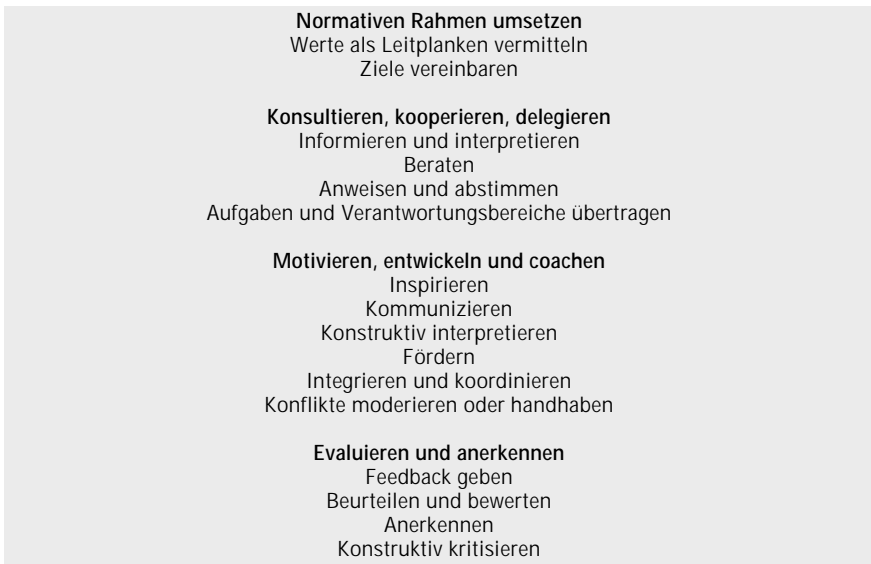 Normativen Rahmen umsetzen
Werte als Leitplanken vermitteln
Ziele vereinbaren
Konsultieren, kooperieren, delegieren
Informieren und interpretieren
Beraten
Anweisen und abstimmen
Aufgaben und Verantwortungsbereiche übertragen
Motivieren, entwickeln und coachen
Inspirieren
Kommunizieren
Konstruktiv interpretieren
Fördern
Integrieren und koordinieren
Konflikte moderieren oder handhaben
Evaluieren und anerkennen
Feedback geben
Beurteilen und bewerten
Anerkennen
Konstruktiv kritisieren